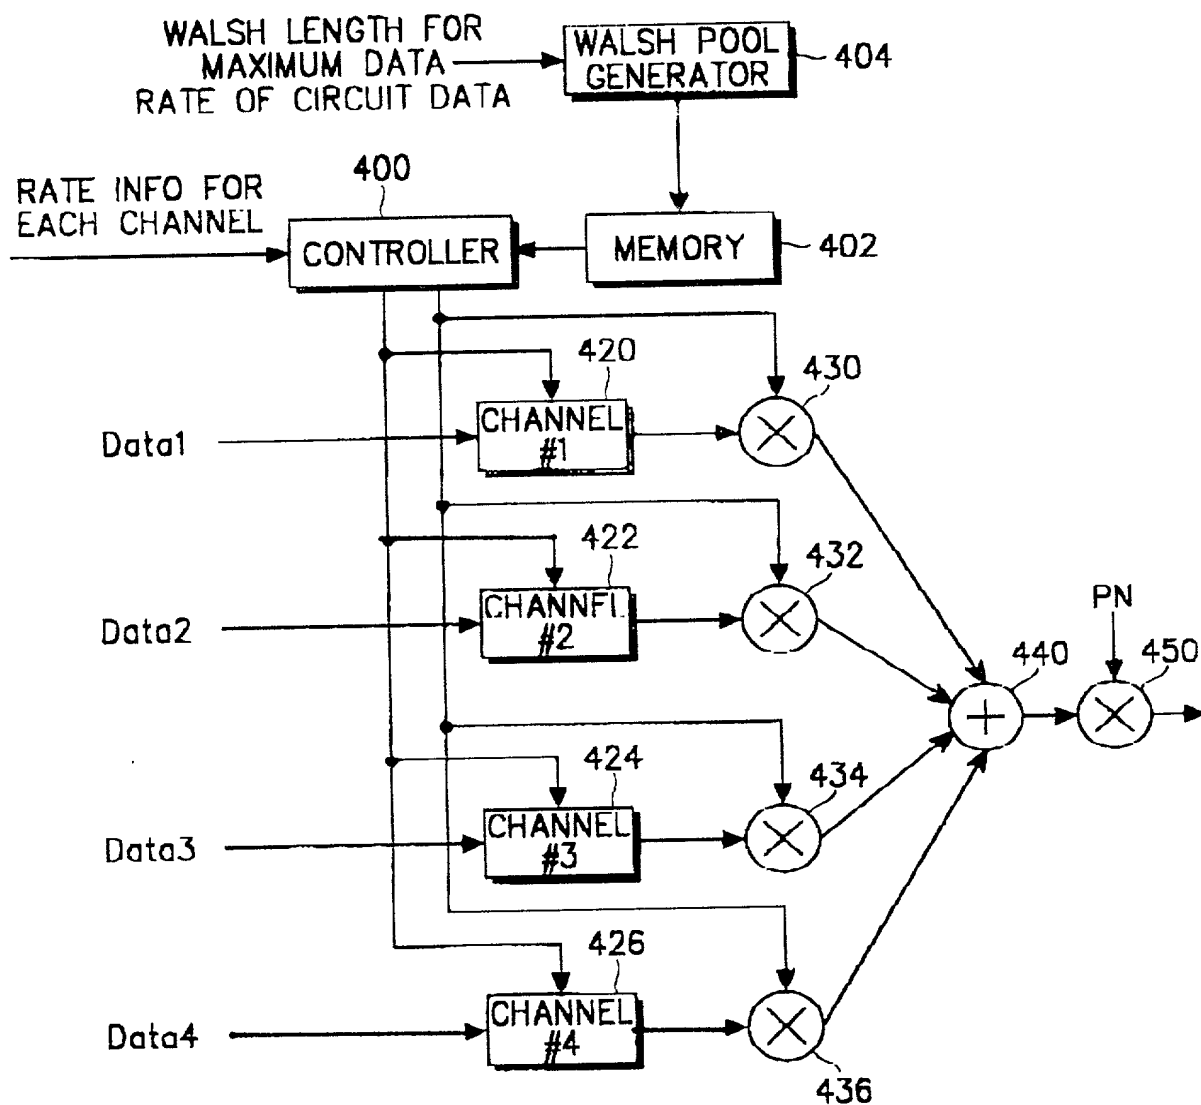 WALSH LENGTH FOR
MAXIMUM DATA
RATE OF CIRCUIT DATA
WALSH POOL
GENERATOR
404
400
RATE INFO FOR
EACH CHANNEL
CONTROLLER
MEMORY
402
420
430
Data1
CHANNEL
#1
422
432
Data2
CHANNEL
#2
PN
440
450
424
434
Data3
CHANNEL
#3
426
Data4
CHANNEL
#4
436